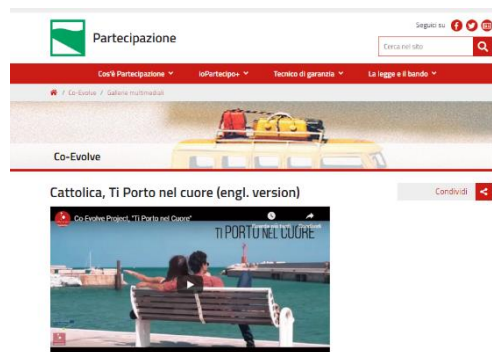 Seguici su
Partecipazione
Cerca nel sito
Cos'è Partecipazione
ioPartecipo+
Tecnico di garanzia
La legge e il bando
/ Co-Evolve / Gallerie multimediali
Co-Evolve
Cattolica, Ti Porto nel cuore (engl. version)
Condividi
Co-Evolve Project, "Ti Porto nel Cuore"
TI PORTO NEL CUORE